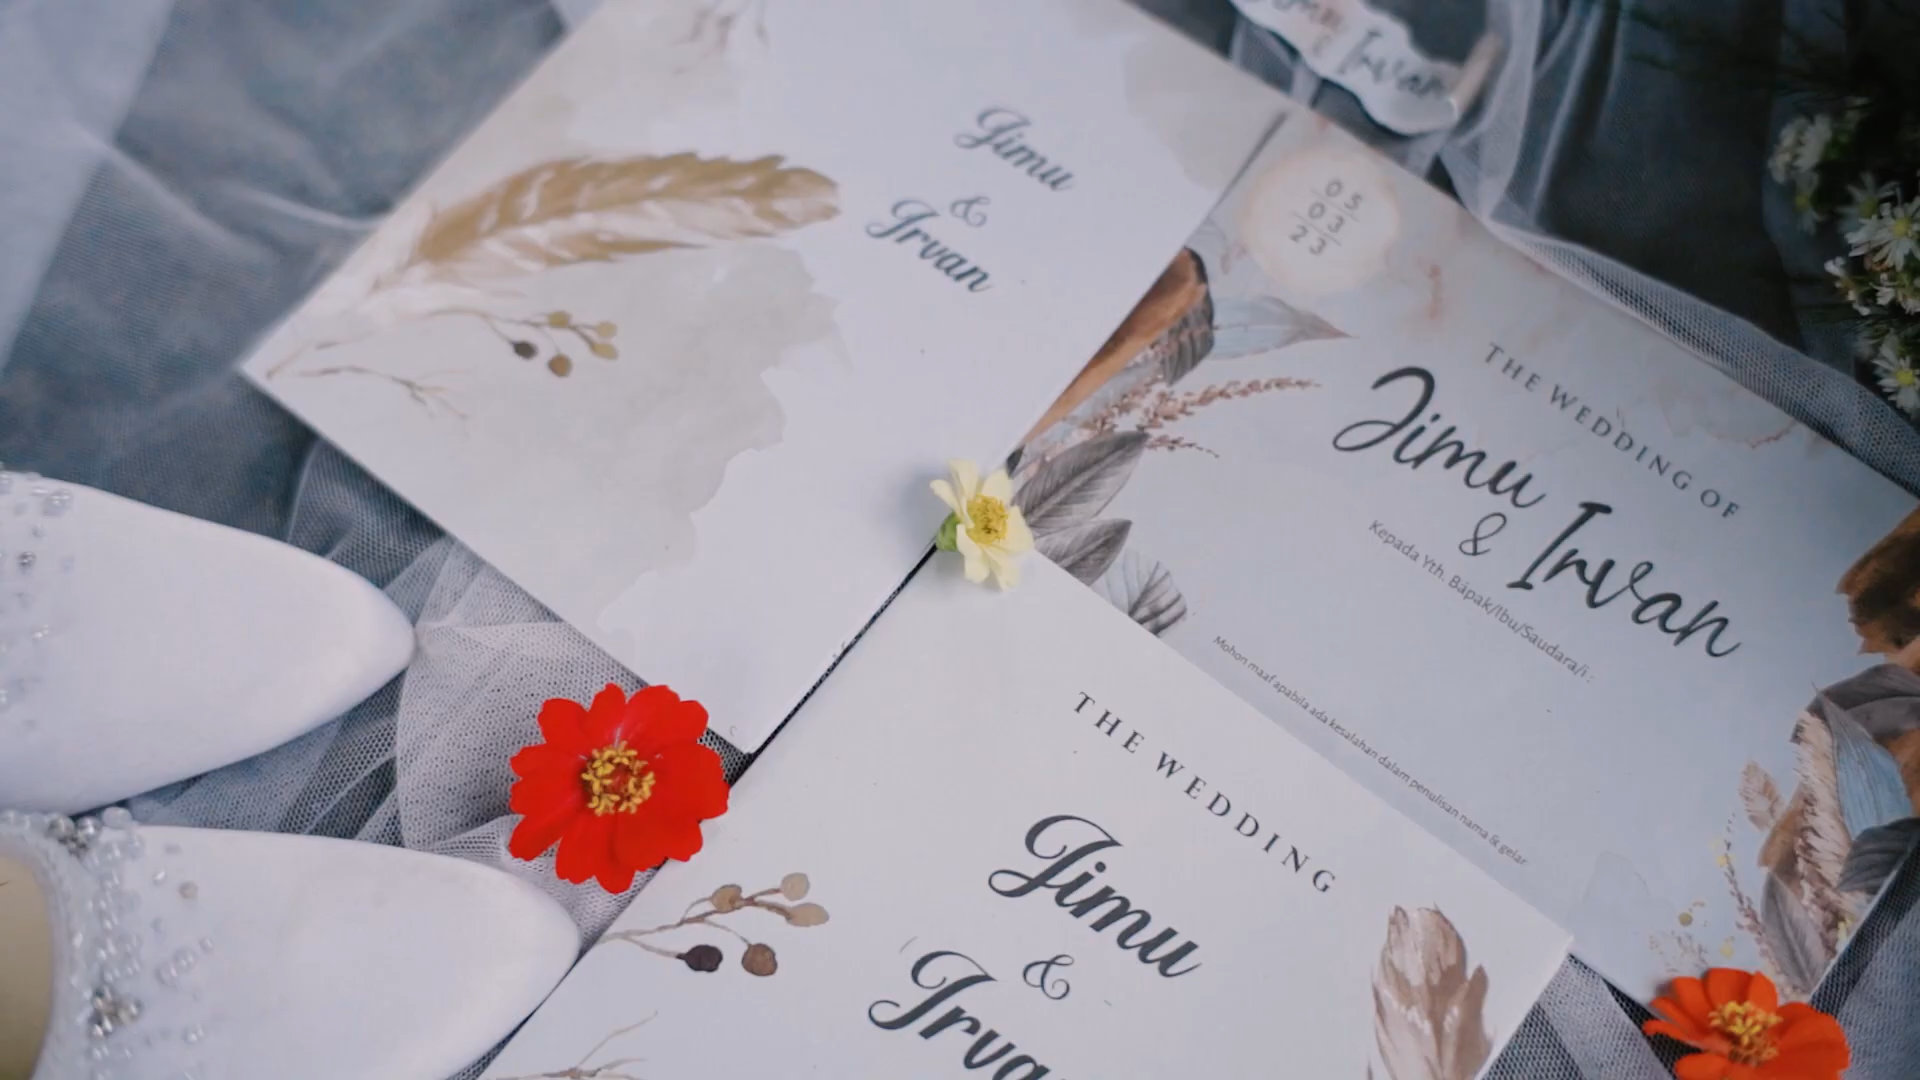 Jimu
&
Irvan
Irvan
05
03
23
THE WEDDING OF
Jimu
&
Irvan
Kepada Yth. Bapak/Ibu/Saudara/i :
Mohon maaf apabila ada kesalahan dalam penulisan nama & gelar
THE WEDDING
Jimu
&